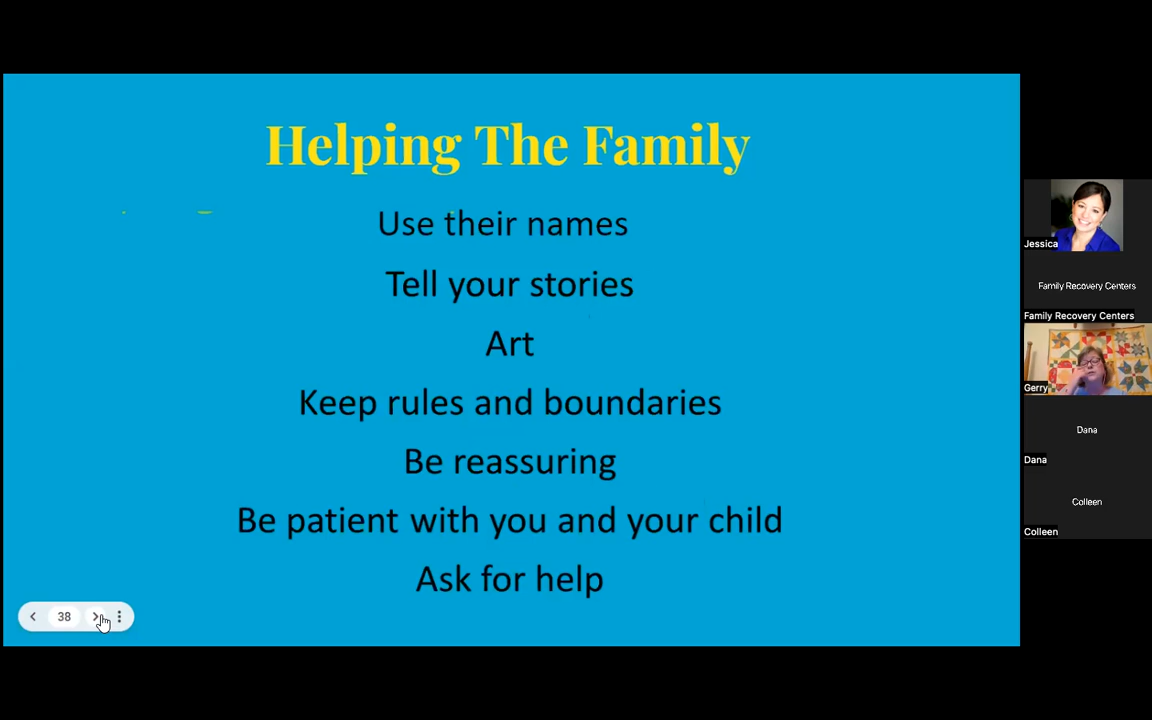 Helping The Family
Use their names
Tell your stories
Art
Keep rules and boundaries
Be reassuring
Be patient with you and your child
Ask for help
38
Jessica
Family Recovery Centers
Family Recovery Centers
Gerry
Dana
Dana
Colleen
Colleen